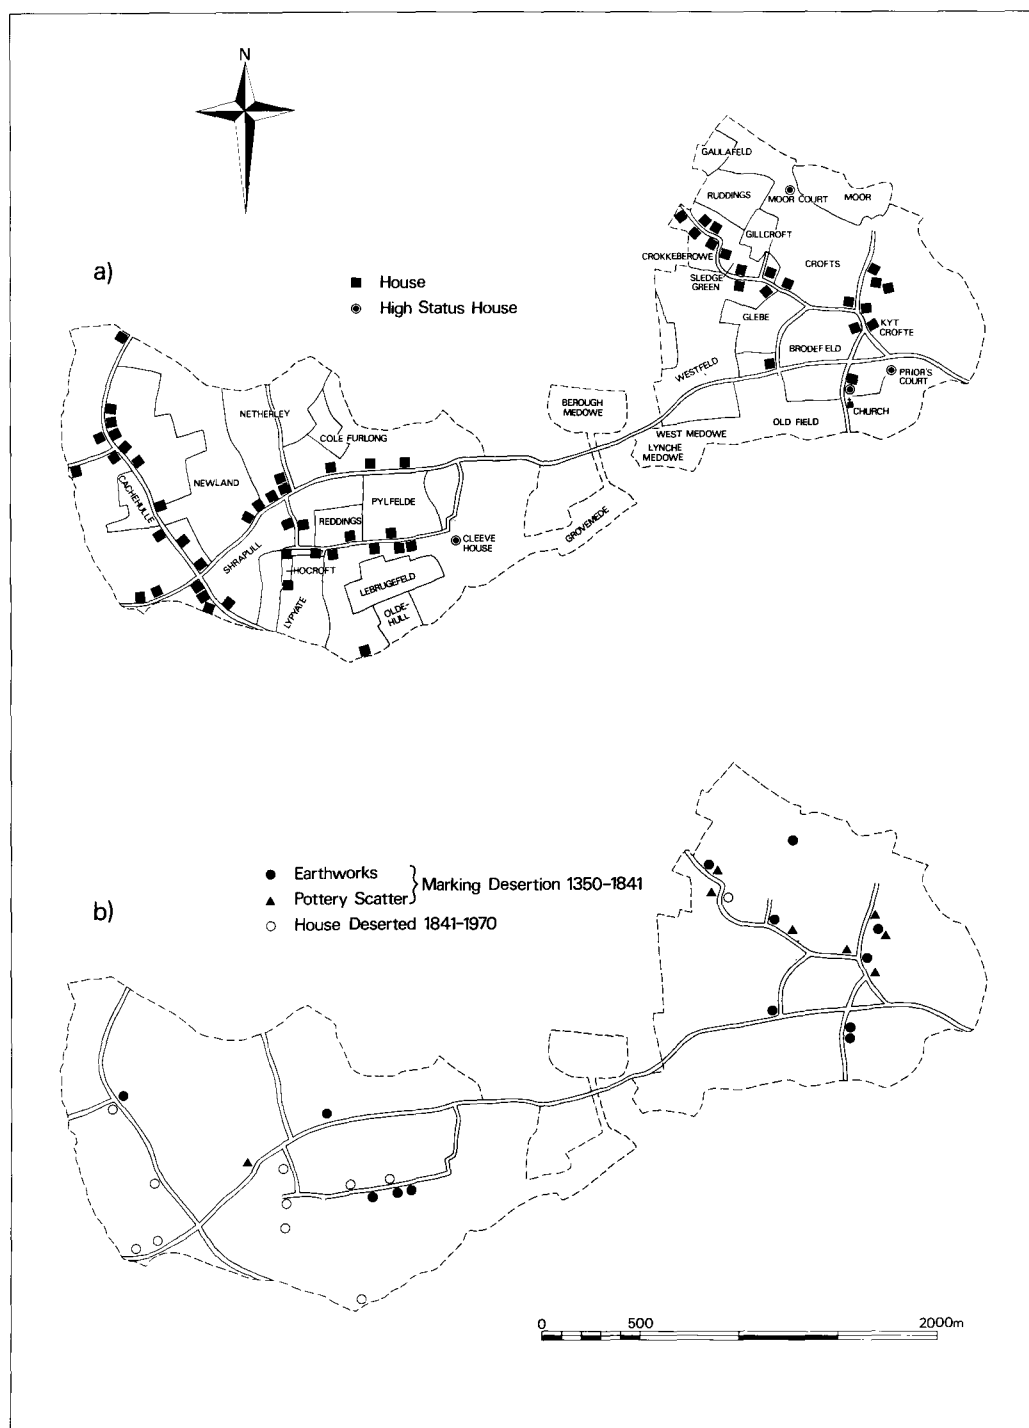 N
GAULAFELD
RUDDINGS
MOOR COURT
MOOR
GILLCROFT
a)
CROKKEBEROWE
CROFTS
House
SLEDGE
GREEN
High Status House
GLEBE
KYT
CROFTE
BRODEFELD
WESTFELD
PRIOR'S
COURT
NETHERLEY
BEROUGH
MEDOWE
CHURCH
OLD FIELD
COLE FURLONG
WEST MEDOWE
LYNCHE
MEDOWE
NEWLAND
CACHEHULLE
PYLFELDE
REDDINGS
GROVEMEDE
CLEEVE
HOUSE
SHRAPULL
HOCROFT
LEBRUGEFELD
LYPYATE
OLDE-
HULL
Earthworks
Marking Desertion 1350-1841
Pottery Scatter
b)
House Deserted 1841-1970
0 500 2000m